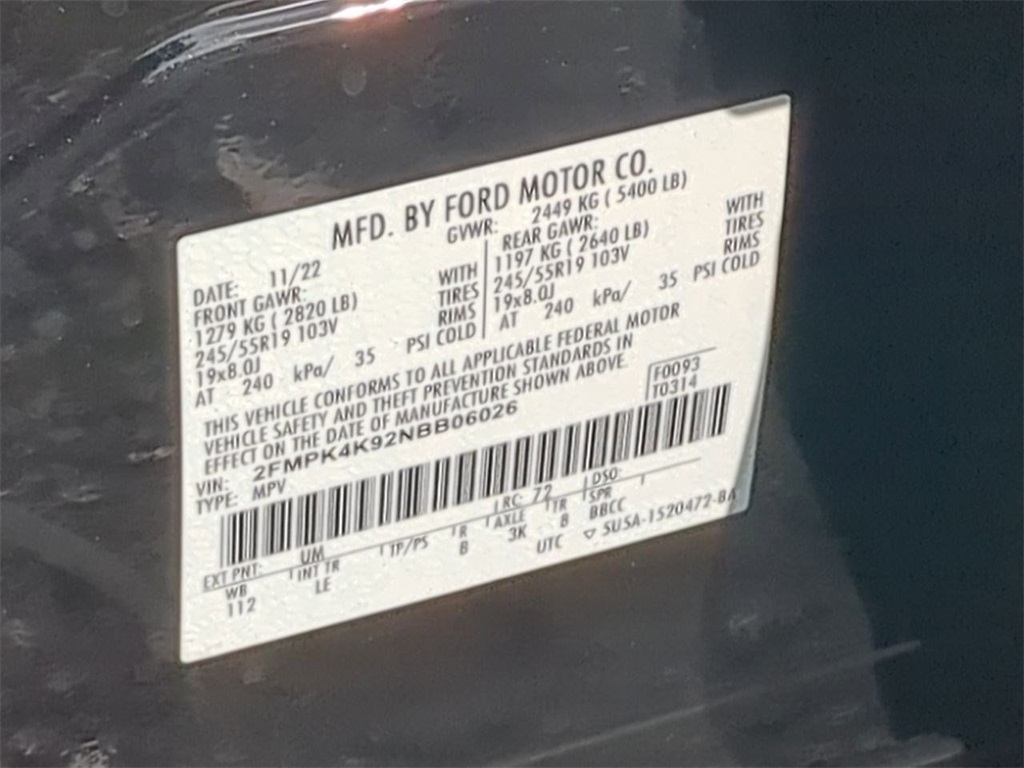 MFD. BY FORD MOTOR CO.
DATE: 11/22
GVWR: 2449 KG ( 5400 LB)
FRONT GAWR:
1279 KG ( 2820 LB) WITH
245/55R19 103V TIRES
19x8.0J RIMS
AT 240 kPa/ 35 PSI COLD
REAR GAWR:
1197 KG ( 2640 LB) WITH
245/55R19 103V TIRES
19x8.0J RIMS
AT 240 kPa/ 35 PSI COLD
THIS VEHICLE CONFORMS TO ALL APPLICABLE FEDERAL MOTOR
VEHICLE SAFETY AND THEFT PREVENTION STANDARDS IN
EFFECT ON THE DATE OF MANUFACTURE SHOWN ABOVE.
VIN: 2FMPK4K92NBB06026
TYPE: MPV
F0093
T0314
EXT PNT: UM RC: 72 DSO:
WB INT TR TP/PS R AXLE TR SPR
112 LE B 3K B BBCC
UTC ▽ 5U5A-1520472-BA